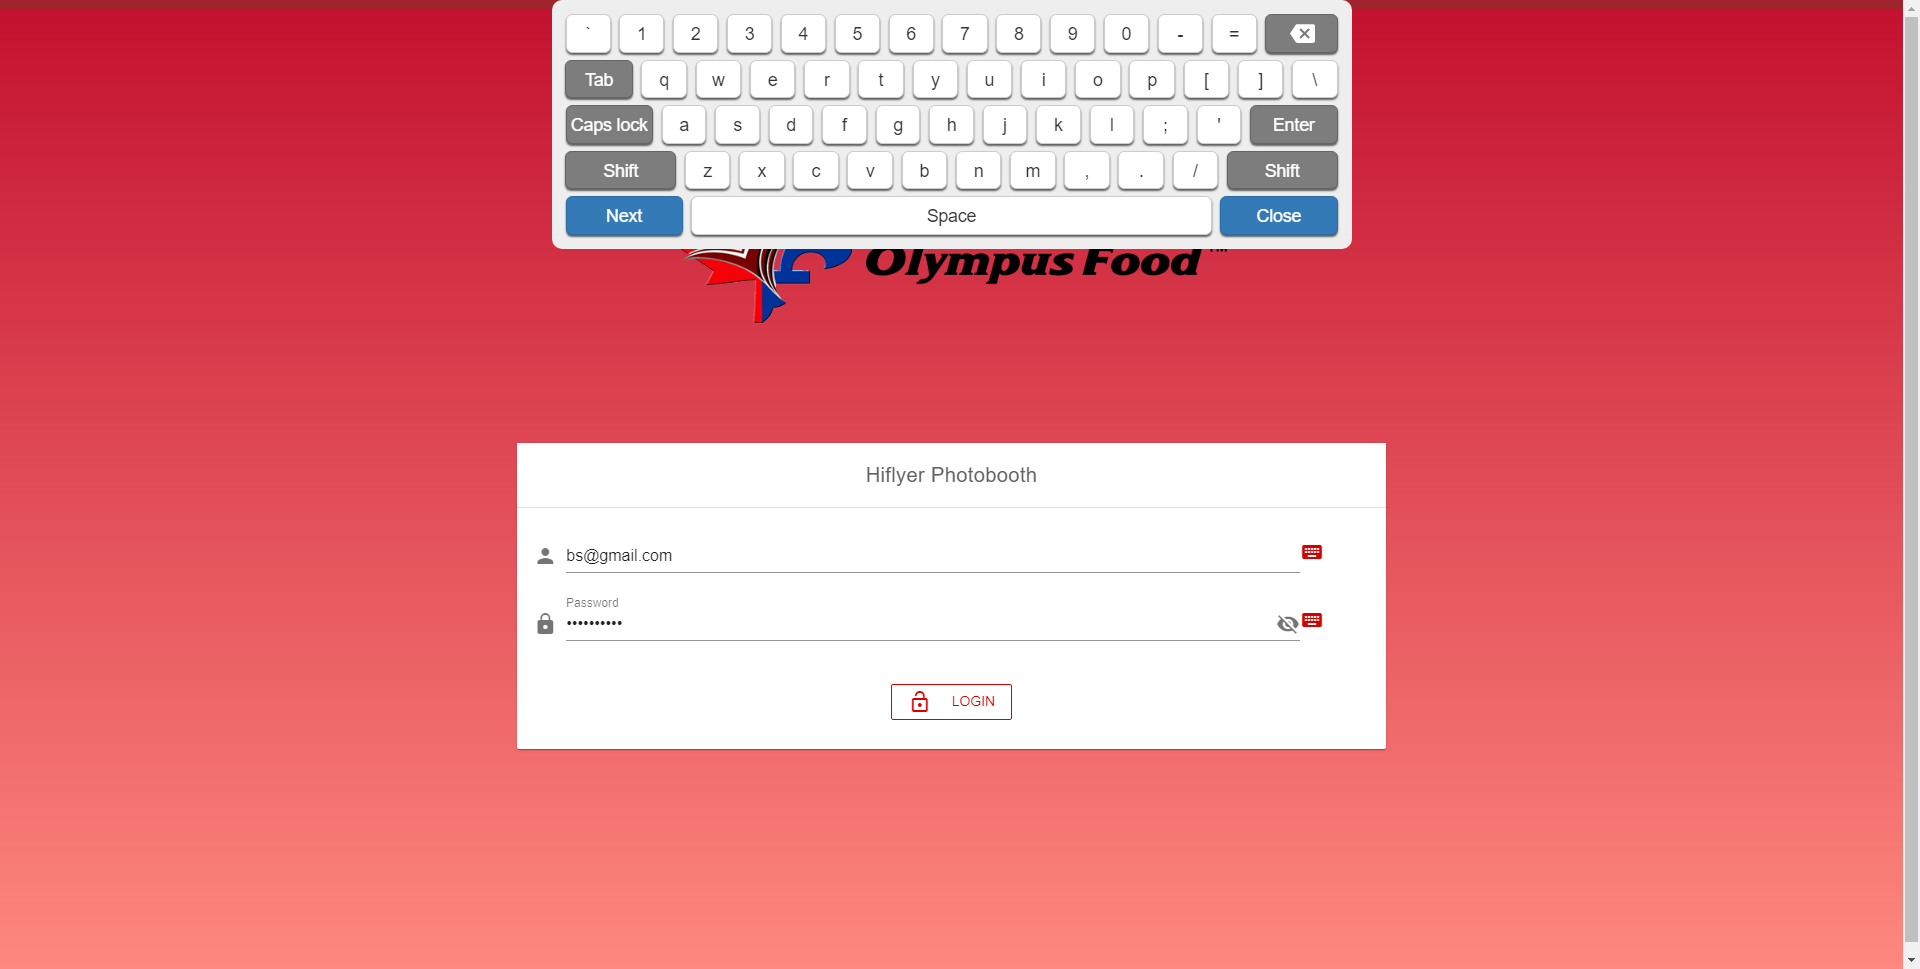 ` 1 2 3 4 5 6 7 8 9 0 - =
Tab q w e r t y u i o p [ ] \
Caps lock a s d f g h j k l ; ' Enter
Shift z x c v b n m , . / Shift
Next Space Close
Olympus Food ™
Hiflyer Photobooth
bs@gmail.com
Password
••••••••••
LOGIN